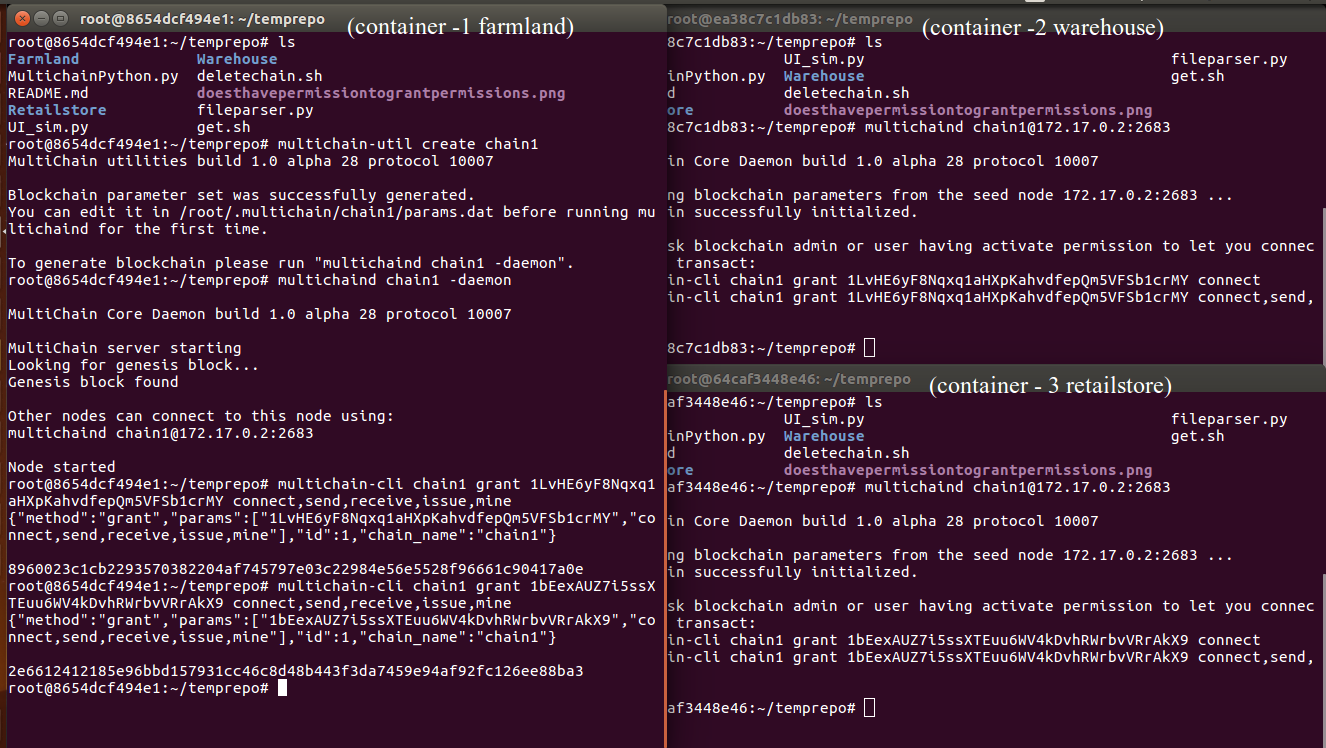 root@8654dcf494e1: ~/temprepo
(container -1 farmland)
root@8654dcf494e1:~/temprepo# ls
Farmland Warehouse
MultichainPython.py deletechain.sh
README.md doesthavepermissiontograntpermissions.png
Retailstore fileparser.py
UI_sim.py get.sh
root@8654dcf494e1:~/temprepo# multichain-util create chain1
MultiChain utilities build 1.0 alpha 28 protocol 10007
Blockchain parameter set was successfully generated.
You can edit it in /root/.multichain/chain1/params.dat before running mu
ltichaind for the first time.
To generate blockchain please run "multichaind chain1 -daemon".
root@8654dcf494e1:~/temprepo# multichaind chain1 -daemon
MultiChain Core Daemon build 1.0 alpha 28 protocol 10007
MultiChain server starting
Looking for genesis block...
Genesis block found
Other nodes can connect to this node using:
multichaind chain1@172.17.0.2:2683
Node started
root@8654dcf494e1:~/temprepo# multichain-cli chain1 grant 1LvHE6yF8Nqxq1
aHXpKahvdfepQm5VFSb1crMY connect,send,receive,issue,mine
{"method":"grant","params":["1LvHE6yF8Nqxq1aHXpKahvdfepQm5VFSb1crMY","co
nnect,send,receive,issue,mine"],"id":1,"chain_name":"chain1"}
8960023c1cb2293570382204af745797e03c22984e56e5528f96661c90417a0e
root@8654dcf494e1:~/temprepo# multichain-cli chain1 grant 1bEexAUZ7i5ssX
TEuu6WV4kDvhRWrbvVRrAkX9 connect,send,receive,issue,mine
{"method":"grant","params":["1bEexAUZ7i5ssXTEuu6WV4kDvhRWrbvVRrAkX9","co
nnect,send,receive,issue,mine"],"id":1,"chain_name":"chain1"}
2e6612412185e96bbd157931cc46c8d48b443f3da7459e94af92fc126ee88ba3
root@8654dcf494e1:~/temprepo#
root@ea38c7c1db83: ~/temprepo
(container -2 warehouse)
8c7c1db83:~/temprepo# ls
UI_sim.py fileparser.py
inPython.py Warehouse get.sh
d deletechain.sh
ore doesthavepermissiontograntpermissions.png
8c7c1db83:~/temprepo# multichaind chain1@172.17.0.2:2683
in Core Daemon build 1.0 alpha 28 protocol 10007
ng blockchain parameters from the seed node 172.17.0.2:2683 ...
in successfully initialized.
sk blockchain admin or user having activate permission to let you connec
transact:
in-cli chain1 grant 1LvHE6yF8Nqxq1aHXpKahvdfepQm5VFSb1crMY connect
in-cli chain1 grant 1LvHE6yF8Nqxq1aHXpKahvdfepQm5VFSb1crMY connect,send,
8c7c1db83:~/temprepo#
root@64caf3448e46: ~/temprepo
(container - 3 retailstore)
af3448e46:~/temprepo# ls
UI_sim.py fileparser.py
inPython.py Warehouse get.sh
d deletechain.sh
ore doesthavepermissiontograntpermissions.png
af3448e46:~/temprepo# multichaind chain1@172.17.0.2:2683
in Core Daemon build 1.0 alpha 28 protocol 10007
ng blockchain parameters from the seed node 172.17.0.2:2683 ...
in successfully initialized.
sk blockchain admin or user having activate permission to let you connec
transact:
in-cli chain1 grant 1bEexAUZ7i5ssXTEuu6WV4kDvhRWrbvVRrAkX9 connect
in-cli chain1 grant 1bEexAUZ7i5ssXTEuu6WV4kDvhRWrbvVRrAkX9 connect,send,
af3448e46:~/temprepo#